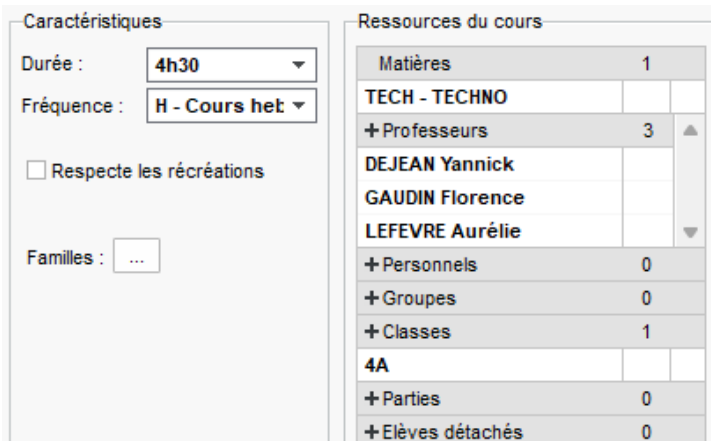 Caractéristiques
Durée : 4h30
Fréquence : H - Cours het
Respecte les récréations
Familles : ...
Ressources du cours
Matières 1
TECH - TECHNO
+ Professeurs 3
DEJEAN Yannick
GAUDIN Florence
LEFEVRE Aurélie
+ Personnels 0
+ Groupes 0
+ Classes 1
4A
+ Parties 0
+ Elèves détachés 0